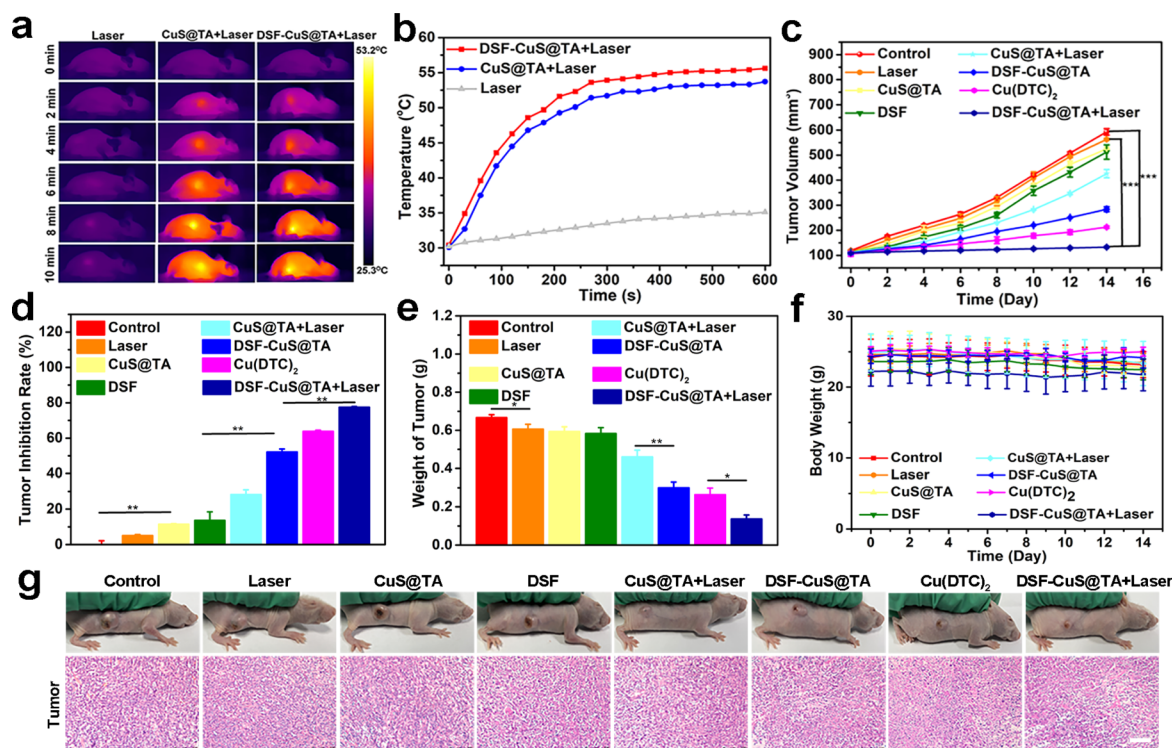 a
Laser CuS@TA+Laser DSF-CuS@TA+Laser
53.2°C
0 min
2 min
4 min
6 min
8 min
10 min
25.3°C
b
DSF-CuS@TA+Laser
CuS@TA+Laser
Laser
Temperature (°C)
60
55
50
45
40
35
30
0 100 200 300 400 500 600
Time (s)
c
Control CuS@TA+Laser
Laser DSF-CuS@TA
CuS@TA Cu(DTC)2
DSF DSF-CuS@TA+Laser
Tumor Volume (mm³)
900
800
700
600
500
400
300
200
100
*** ***
0 2 4 6 8 10 12 14 16
Time (Day)
d
Control CuS@TA+Laser
Laser DSF-CuS@TA
CuS@TA Cu(DTC)2
DSF DSF-CuS@TA+Laser
Tumor Inhibition Rate (%)
120
100
80
60
40
20
0
** ** **
e
Control CuS@TA+Laser
Laser DSF-CuS@TA
CuS@TA Cu(DTC)2
DSF DSF-CuS@TA+Laser
Weight of Tumor (g)
1.2
1.0
0.8
0.6
0.4
0.2
0.0
* ** *
f
Body Weight (g)
30
20
10
0
Control CuS@TA+Laser
Laser DSF-CuS@TA
CuS@TA Cu(DTC)2
DSF DSF-CuS@TA+Laser
0 2 4 6 8 10 12 14
Time (Day)
g
Control Laser CuS@TA DSF CuS@TA+Laser DSF-CuS@TA Cu(DTC)2 DSF-CuS@TA+Laser
Tumor